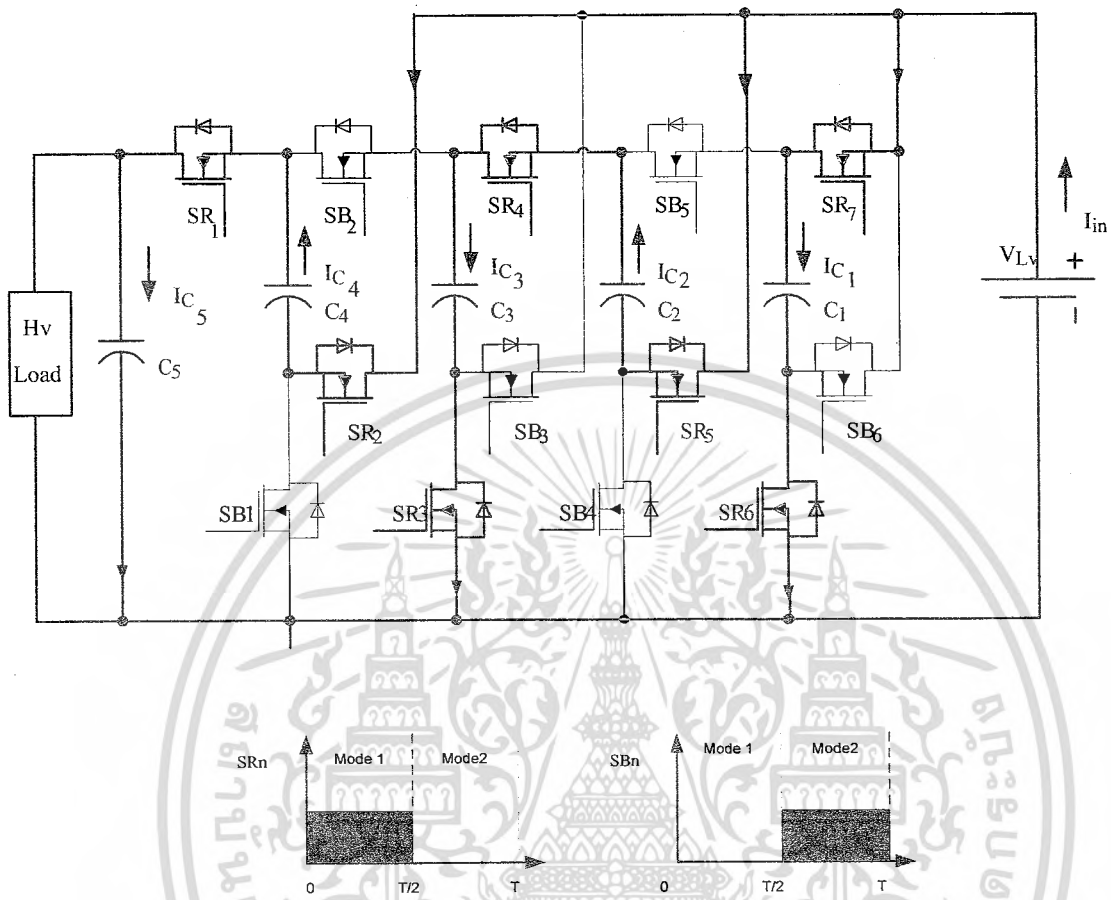 SR1
SB2
SR4
SB5
SR7
Iin
VLv
+
IC5
IC4
IC3
IC2
IC1
C4
C3
C2
C1
Hv
Load
C5
SR2
SB3
SR5
SB6
SB1
SR3
SB4
SR6
SRn
Mode 1
Mode2
SBn
Mode 1
Mode2
0
T/2
T
0
T/2
T